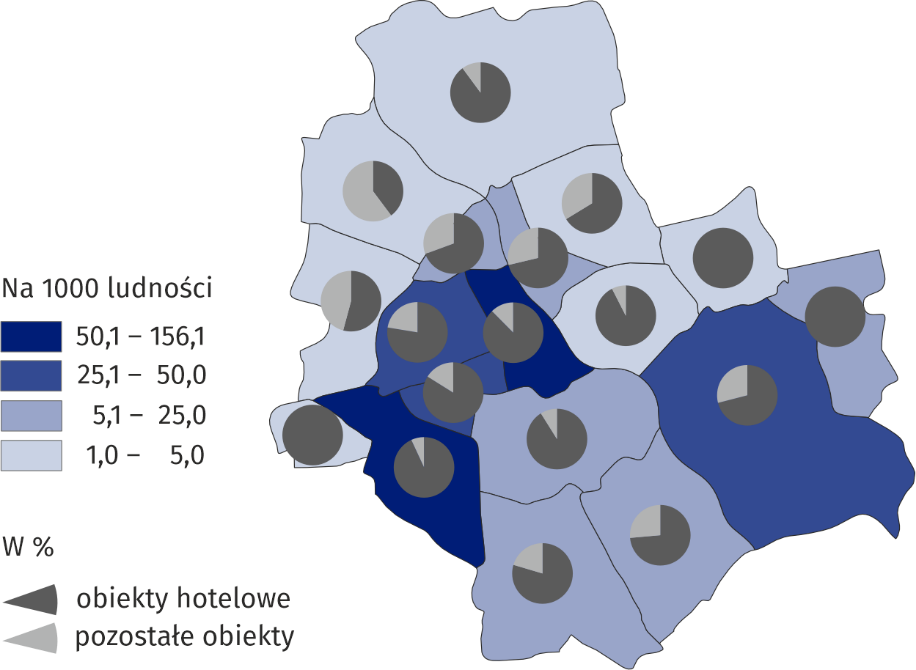 Na 1000 ludności
50,1 – 156,1
25,1 – 50,0
5,1 – 25,0
1,0 – 5,0
W %
obiekty hotelowe
pozostałe obiekty